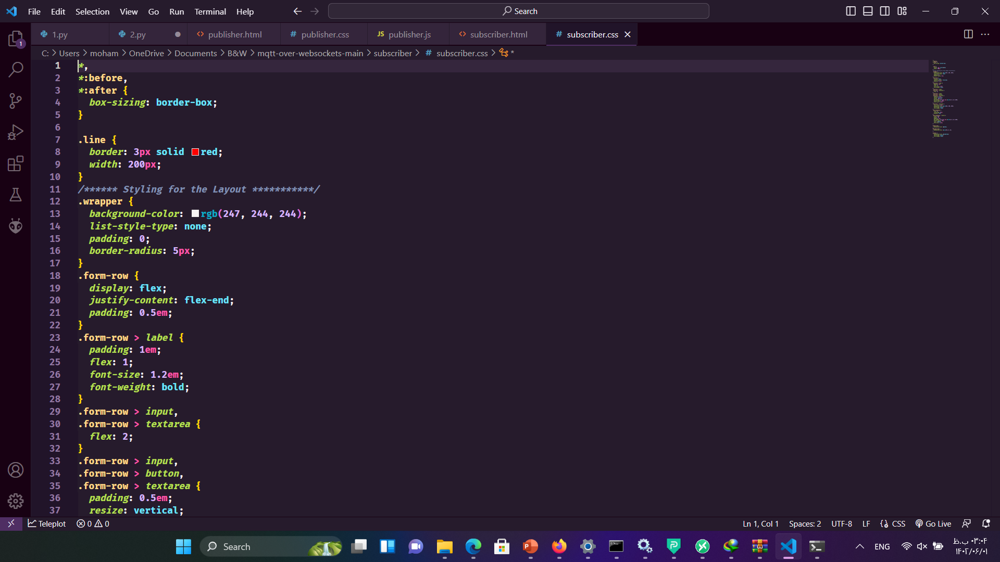 File Edit Selection View Go Run Terminal Help
Search
1.py
2.py
publisher.html
# publisher.css
JS publisher.js
subscriber.html
# subscriber.css
C: > Users > moham > OneDrive > Documents > B&W > mqtt-over-websockets-main > subscriber > # subscriber.css > *
1 *,
2 *:before,
3 *:after {
4 box-sizing: border-box;
5 }
6
7 .line {
8 border: 3px solid red;
9 width: 200px;
10 }
11 /****** Styling for the Layout ***********/
12 .wrapper {
13 background-color: rgb(247, 244, 244);
14 list-style-type: none;
15 padding: 0;
16 border-radius: 5px;
17 }
18 .form-row {
19 display: flex;
20 justify-content: flex-end;
21 padding: 0.5em;
22 }
23 .form-row > label {
24 padding: 1em;
25 flex: 1;
26 font-size: 1.2em;
27 font-weight: bold;
28 }
29 .form-row > input,
30 .form-row > textarea {
31 flex: 2;
32 }
33 .form-row > input,
34 .form-row > button,
35 .form-row > textarea {
36 padding: 0.5em;
37 resize: vertical;
1
Teleplot 0 0
Ln 1, Col 1 Spaces: 2 UTF-8 LF {} CSS Go Live
Search
ENG
۰۳:۰۴ ب.ظ
۱۴۰۲/۰۶/۰۱